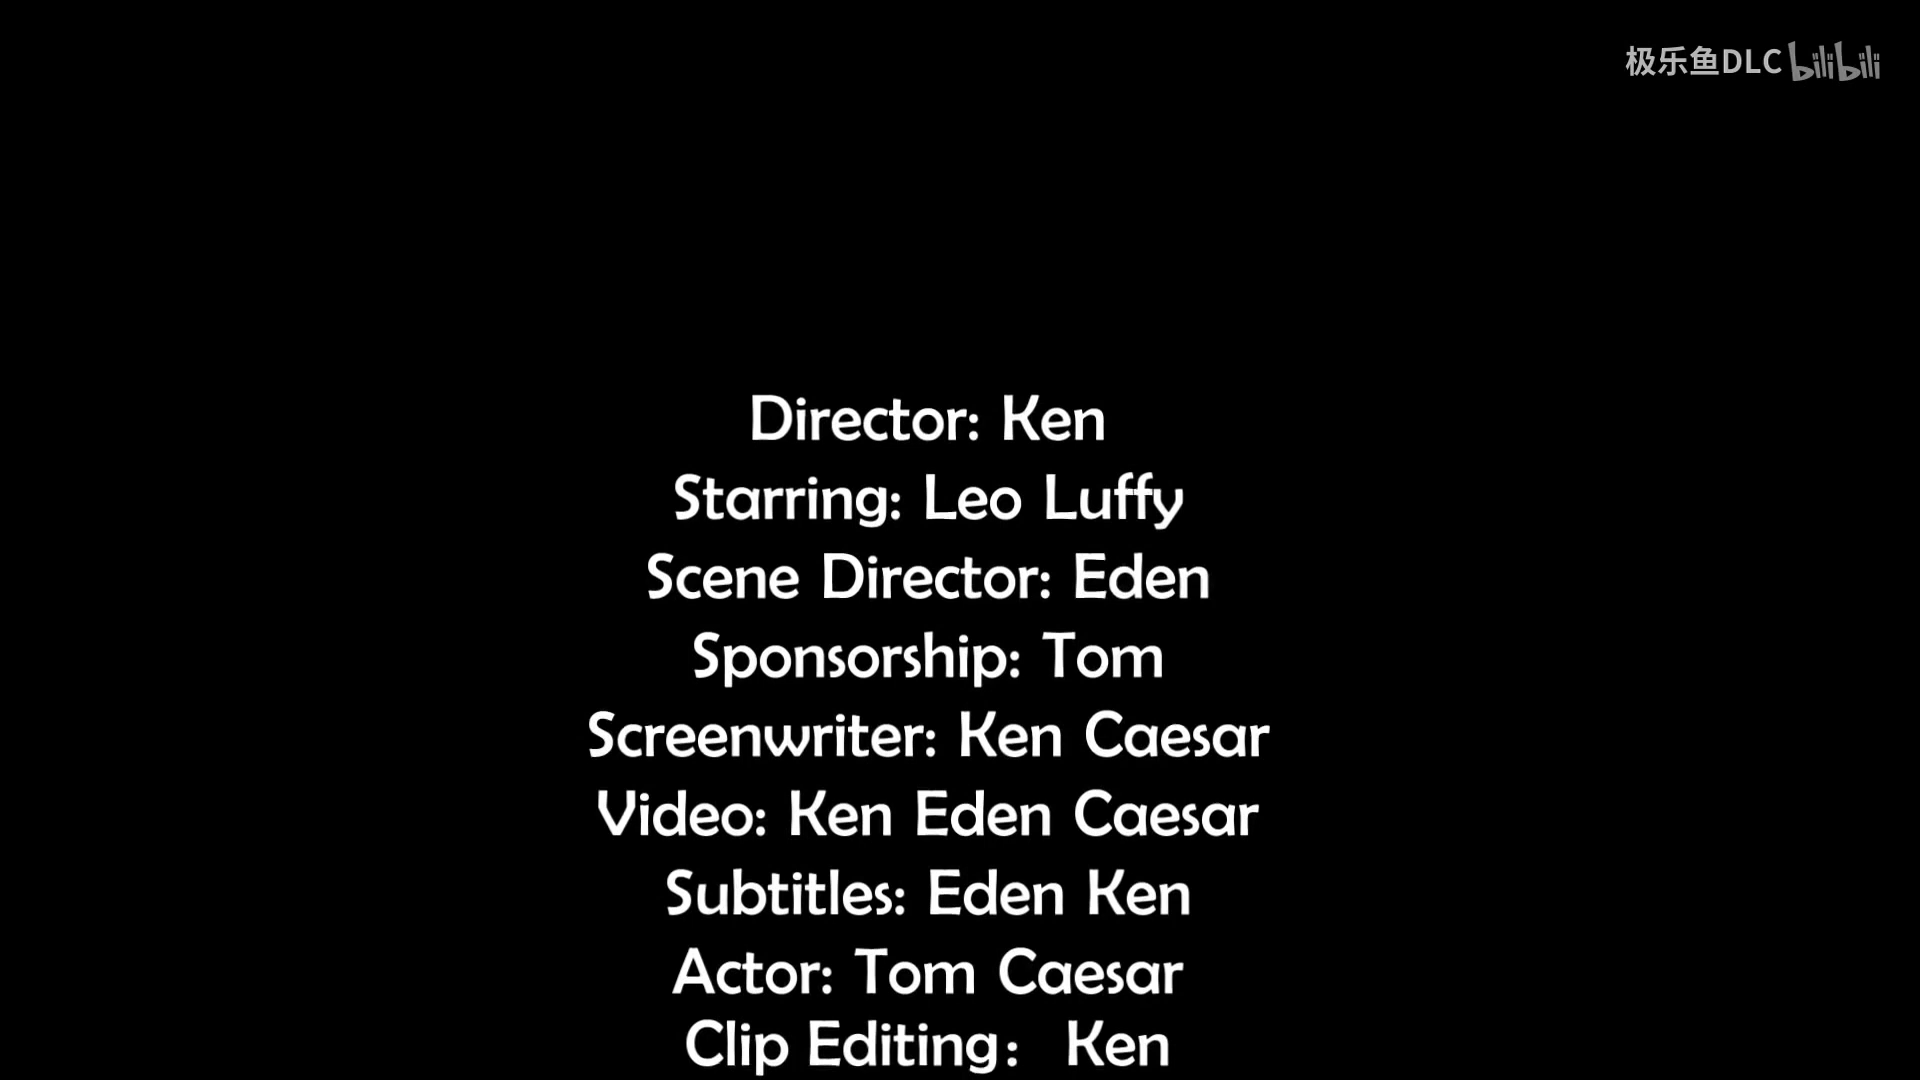 极乐鱼DLC bilibili
Director: Ken
Starring: Leo Luffy
Scene Director: Eden
Sponsorship: Tom
Screenwriter: Ken Caesar
Video: Ken Eden Caesar
Subtitles: Eden Ken
Actor: Tom Caesar
Clip Editing： Ken